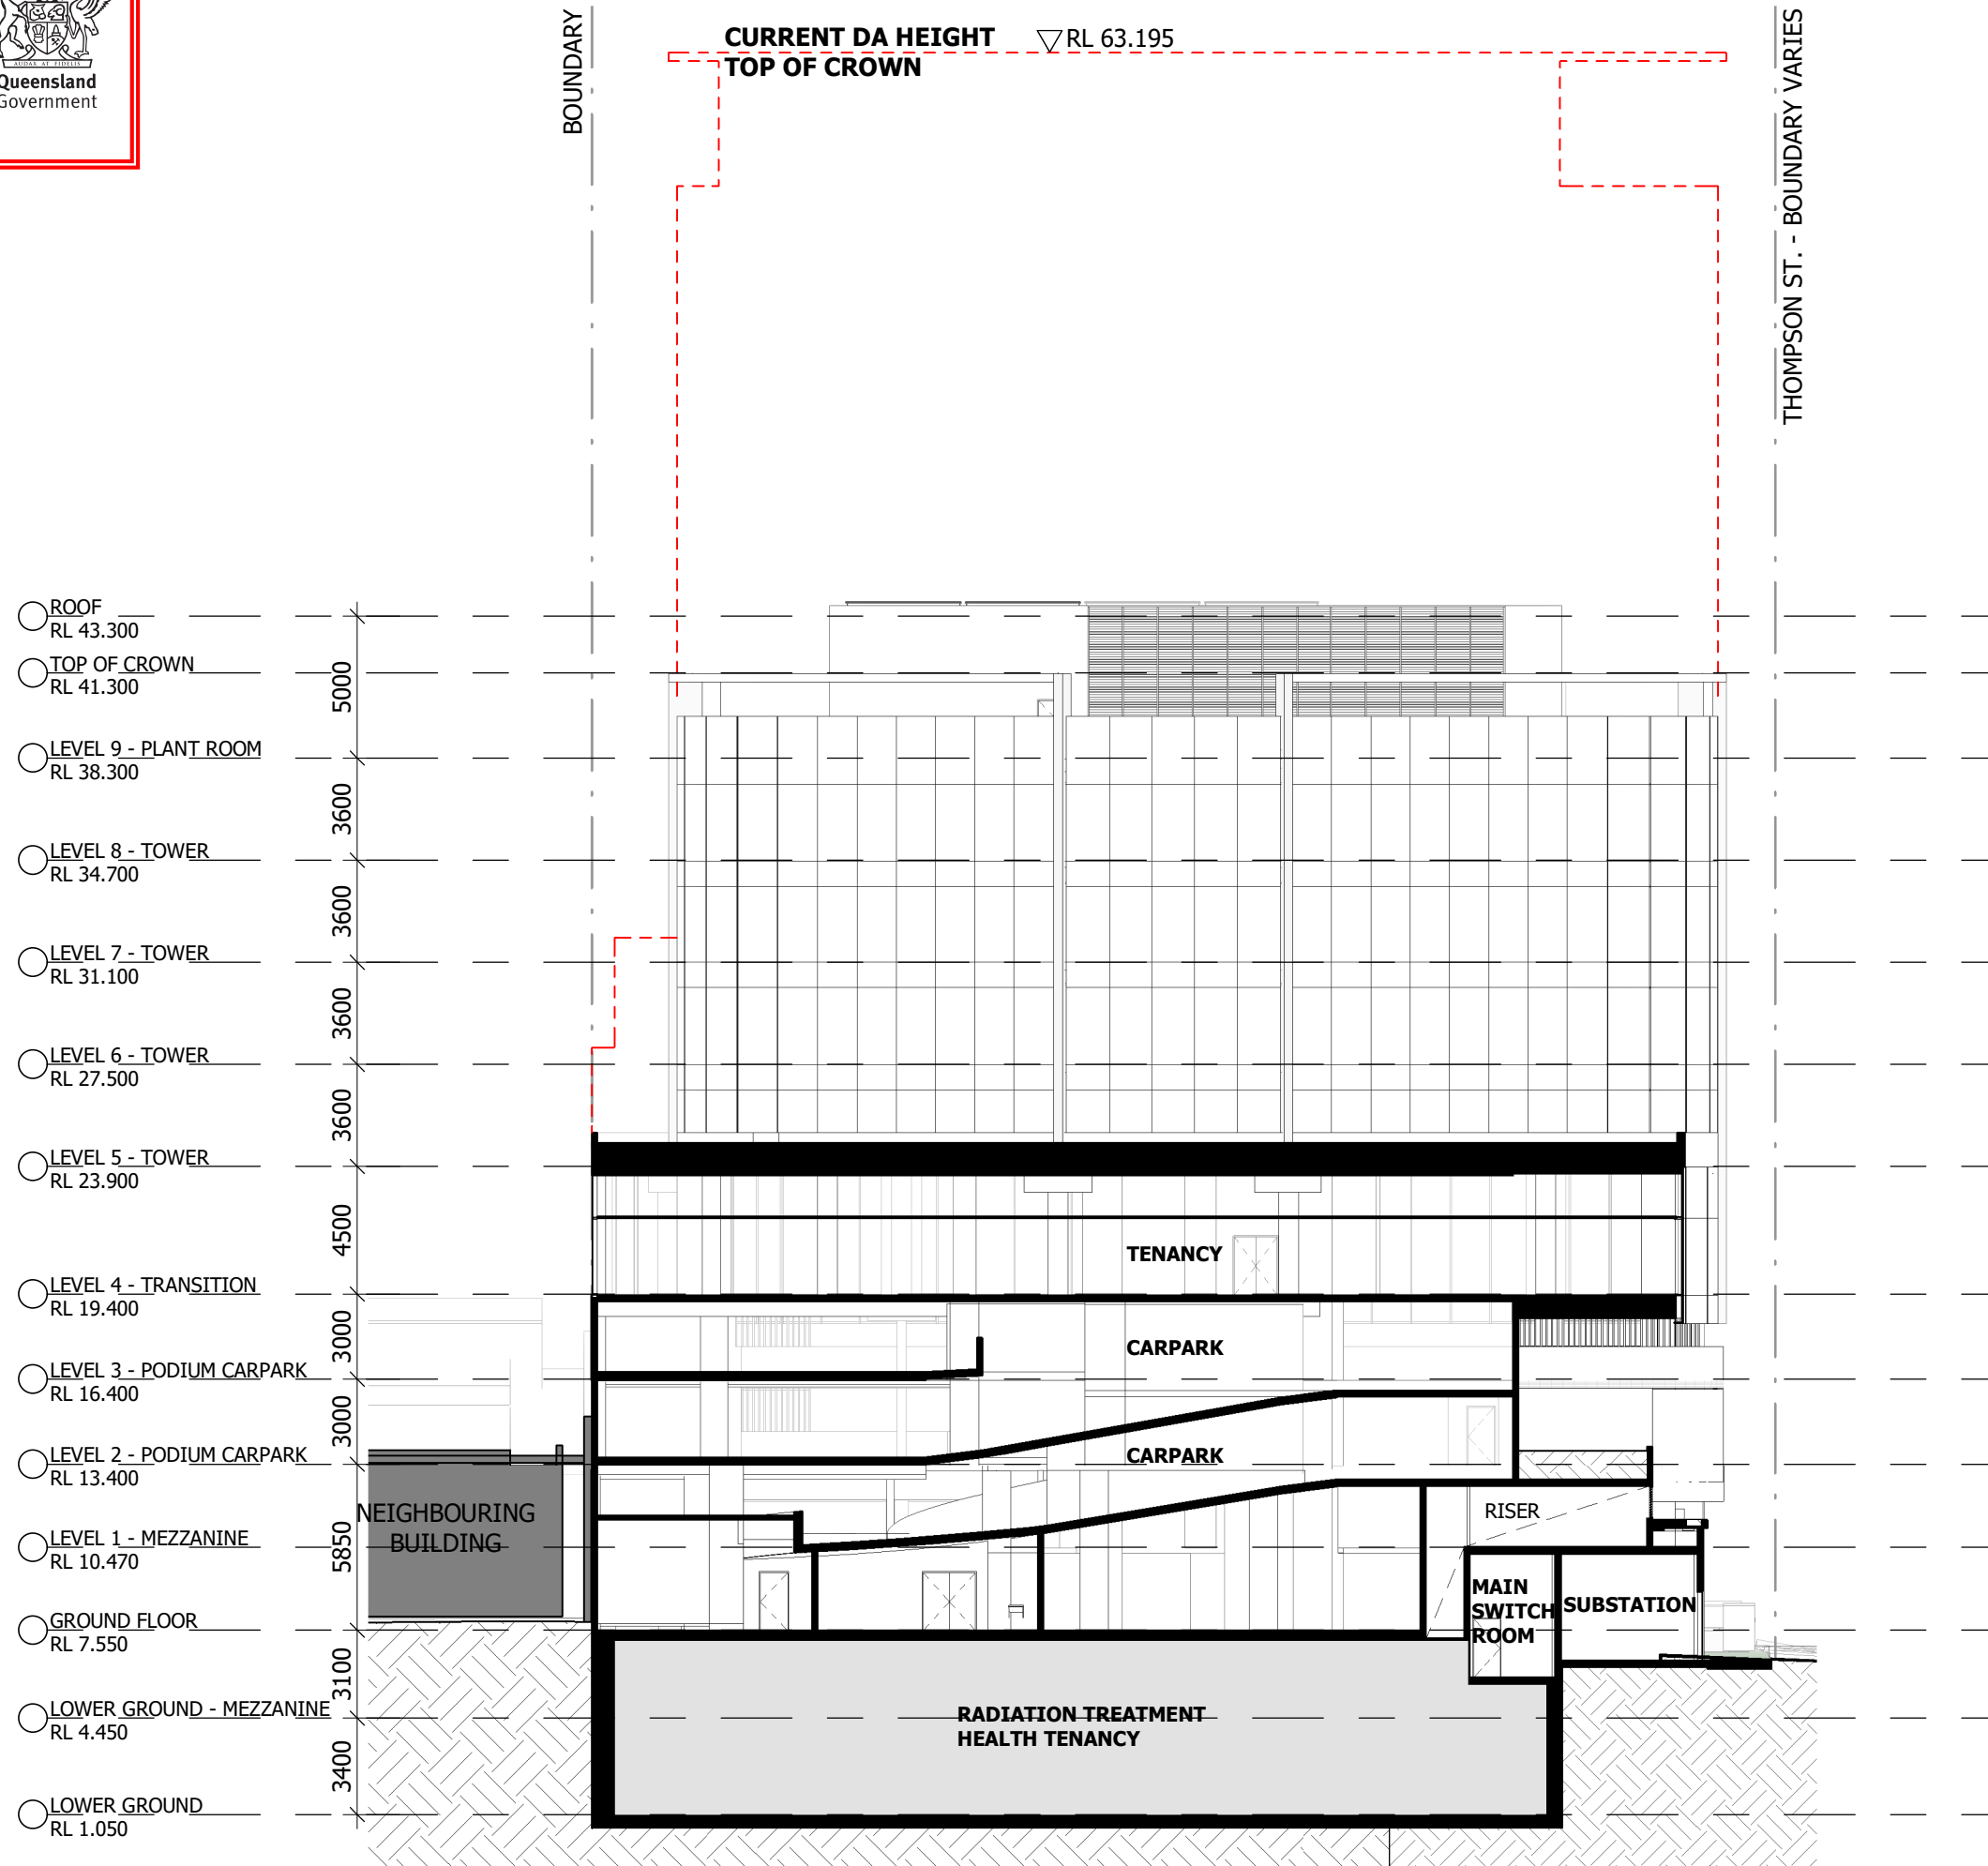 AUDAX AT FIDELIS
Queensland
Government
BOUNDARY
CURRENT DA HEIGHT RL 63.195
TOP OF CROWN
THOMPSON ST. - BOUNDARY VARIES
ROOF
RL 43.300
5000
TOP OF CROWN
RL 41.300
LEVEL 9 - PLANT ROOM
RL 38.300
3600
LEVEL 8 - TOWER
RL 34.700
3600
LEVEL 7 - TOWER
RL 31.100
3600
LEVEL 6 - TOWER
RL 27.500
3600
LEVEL 5 - TOWER
RL 23.900
4500
TENANCY
LEVEL 4 - TRANSITION
RL 19.400
3000
CARPARK
LEVEL 3 - PODIUM CARPARK
RL 16.400
3000
CARPARK
LEVEL 2 - PODIUM CARPARK
RL 13.400
NEIGHBOURING
BUILDING
RISER
5850
LEVEL 1 - MEZZANINE
RL 10.470
MAIN
SWITCH
ROOM
SUBSTATION
GROUND FLOOR
RL 7.550
3100
LOWER GROUND - MEZZANINE
RL 4.450
RADIATION TREATMENT
HEALTH TENANCY
3400
LOWER GROUND
RL 1.050